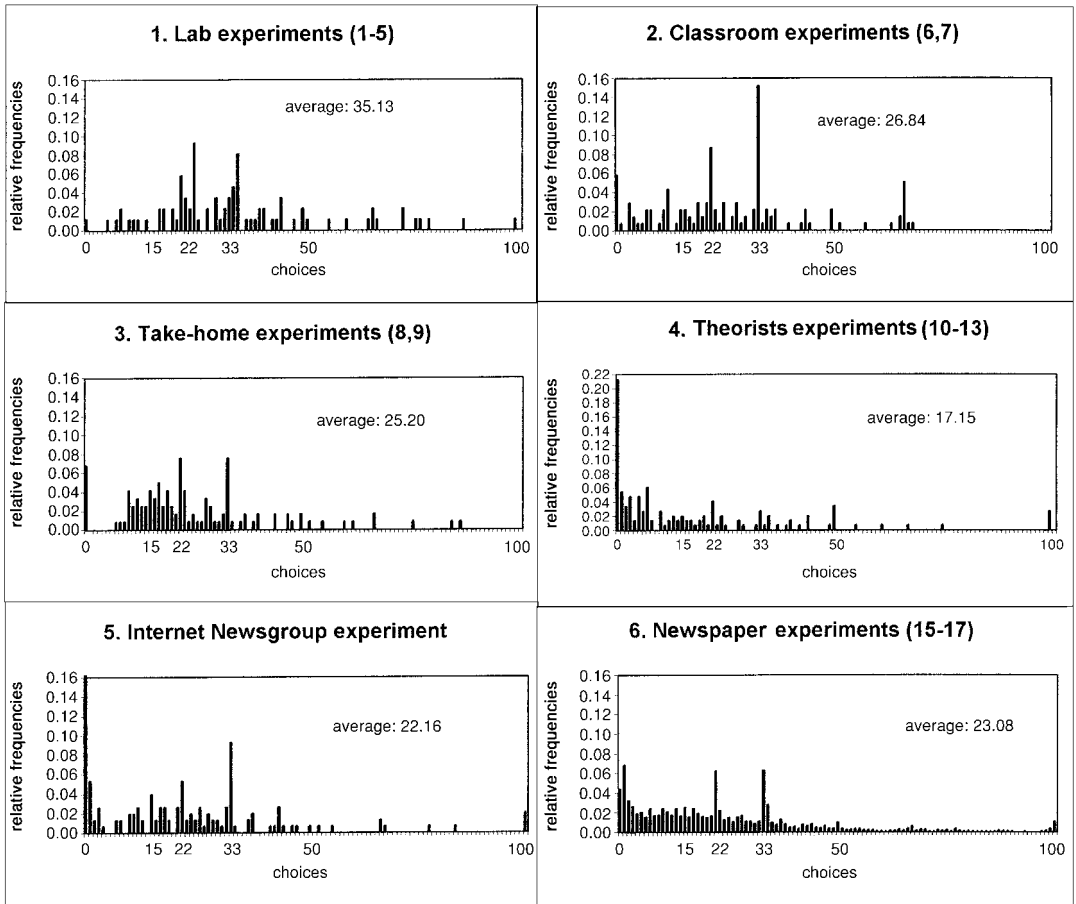 1. Lab experiments (1-5)
relative frequencies
0.16
0.14
0.12
0.10
0.08
0.06
0.04
0.02
0.00
average: 35.13
0 15 22 33 50 100
choices
2. Classroom experiments (6,7)
relative frequencies
0.16
0.14
0.12
0.10
0.08
0.06
0.04
0.02
0.00
average: 26.84
0 15 22 33 50 100
choices
3. Take-home experiments (8,9)
relative frequencies
0.16
0.14
0.12
0.10
0.08
0.06
0.04
0.02
0.00
average: 25.20
0 15 22 33 50 100
choices
4. Theorists experiments (10-13)
relative frequencies
0.22
0.20
0.18
0.16
0.14
0.12
0.10
0.08
0.06
0.04
0.02
0.00
average: 17.15
0 15 22 33 50 100
choices
5. Internet Newsgroup experiment
relative frequencies
0.16
0.14
0.12
0.10
0.08
0.06
0.04
0.02
0.00
average: 22.16
0 15 22 33 50 100
choices
6. Newspaper experiments (15-17)
relative frequencies
0.16
0.14
0.12
0.10
0.08
0.06
0.04
0.02
0.00
average: 23.08
0 15 22 33 50 100
choices